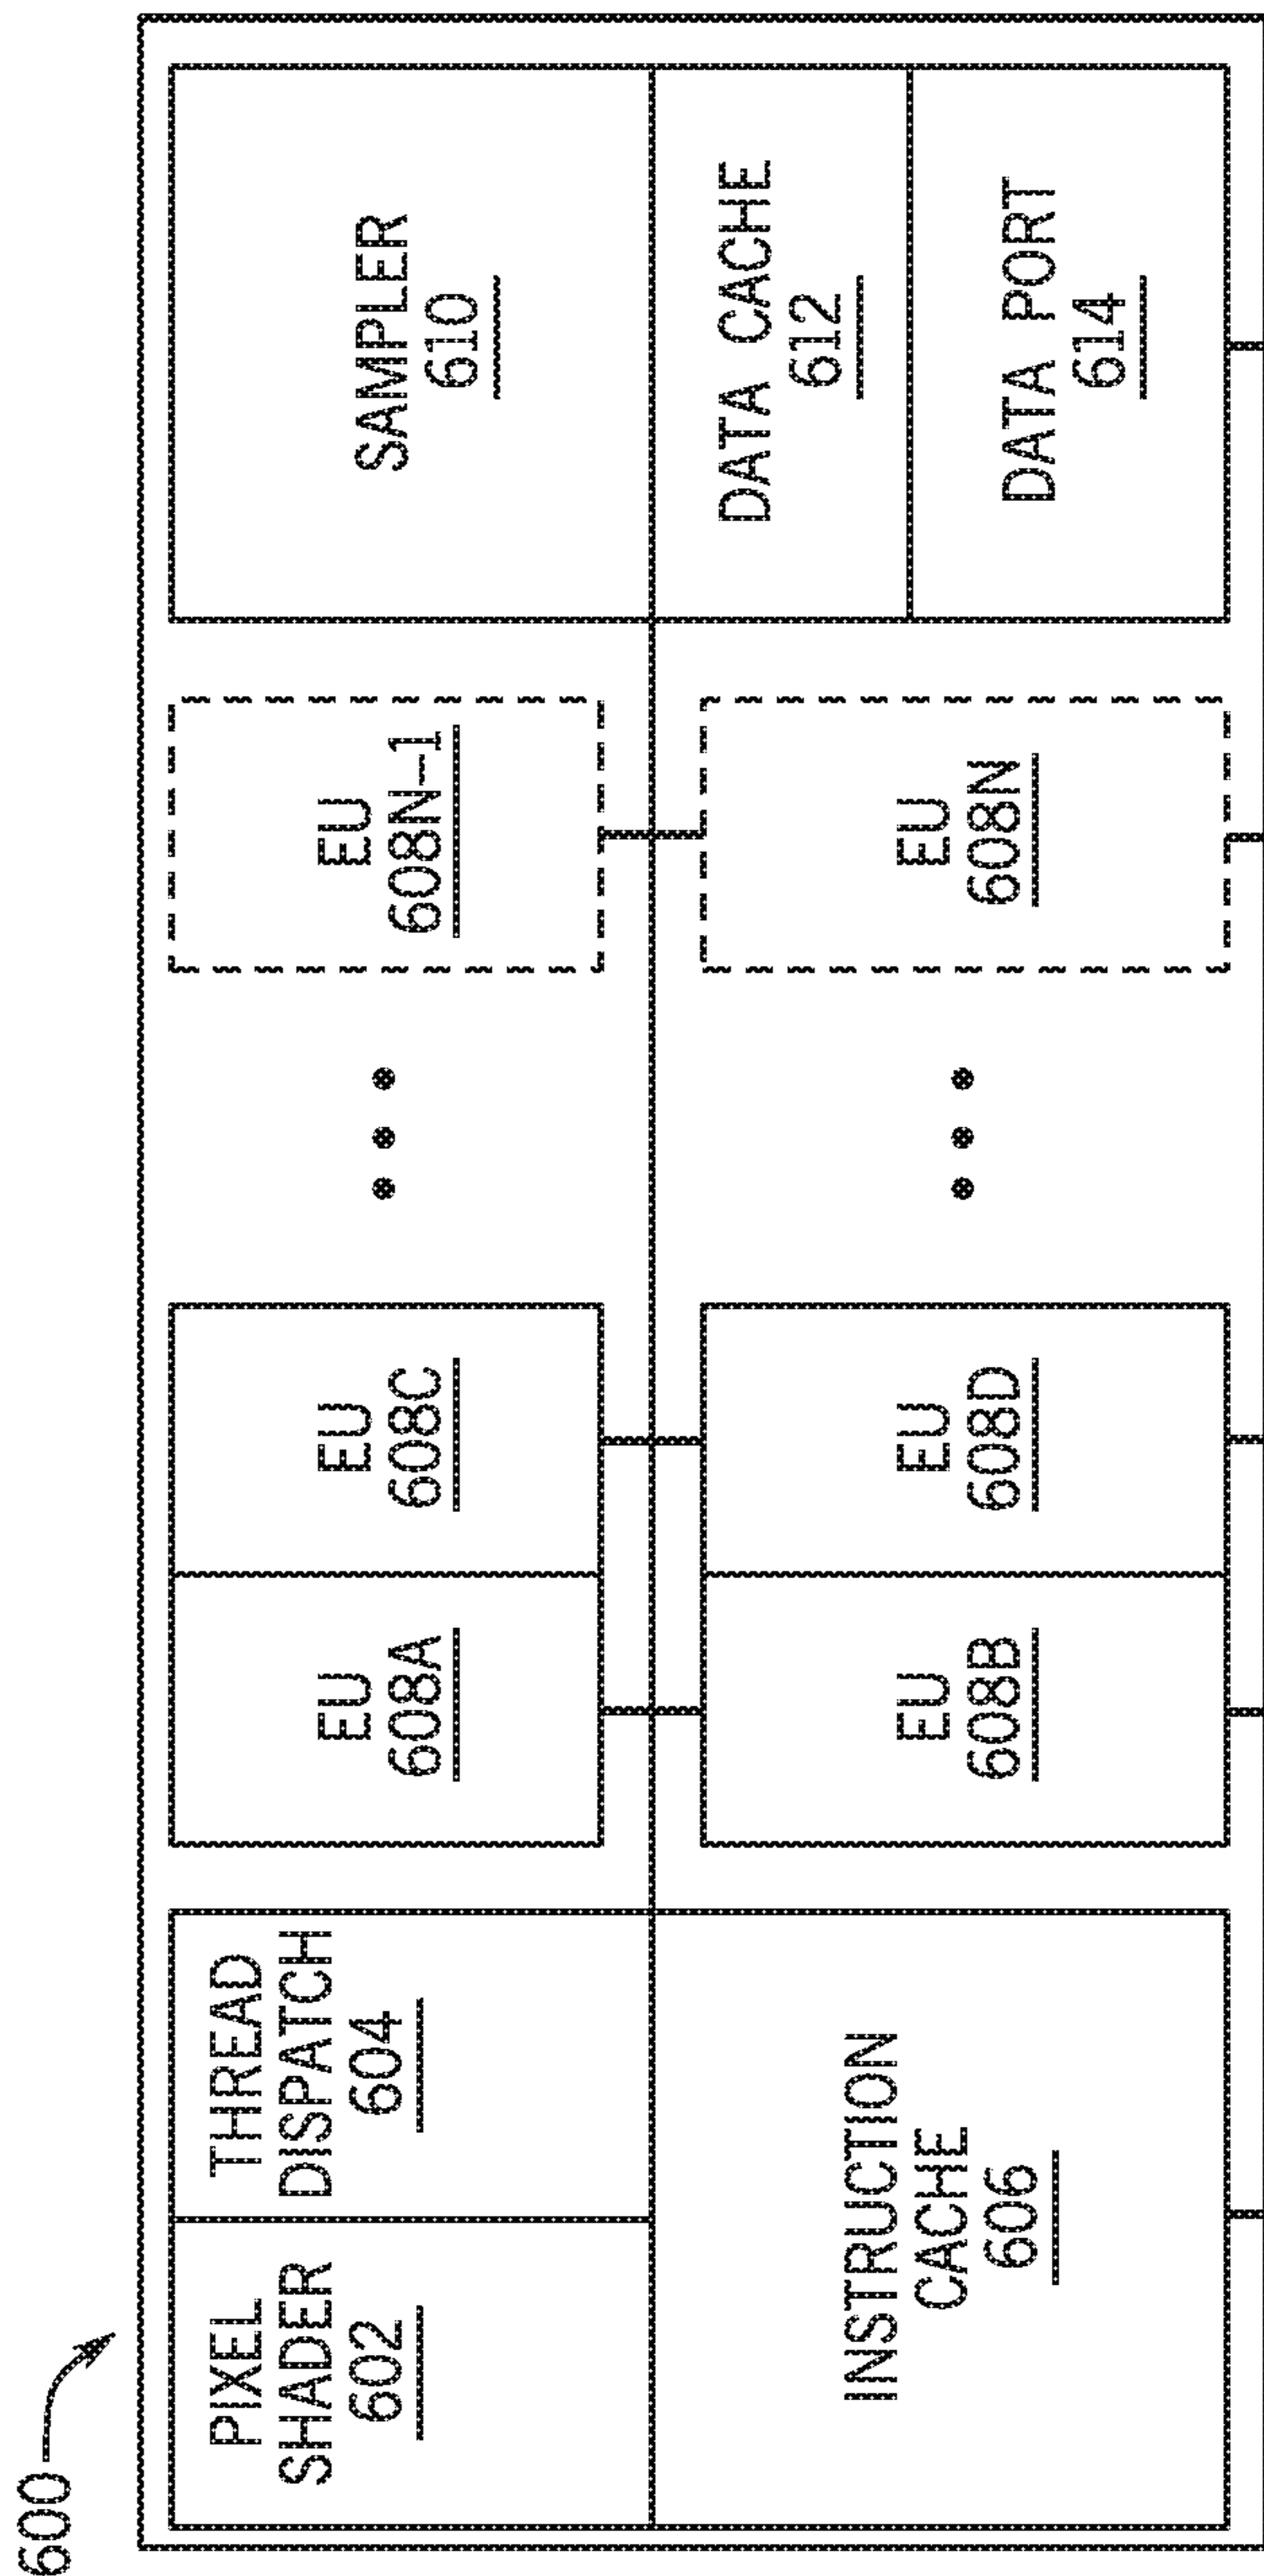 600
PIXEL
SHADER
602
THREAD
DISPATCH
604
INSTRUCTION
CACHE
606
EU
608A
EU
608C
EU
608B
EU
608D
EU
608N-1
EU
608N
SAMPLER
610
DATA CACHE
612
DATA PORT
614